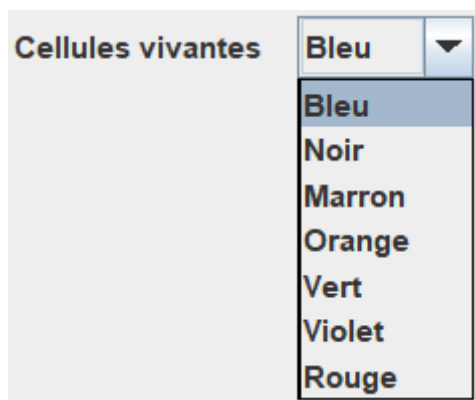 Cellules vivantes Bleu
Bleu
Noir
Marron
Orange
Vert
Violet
Rouge